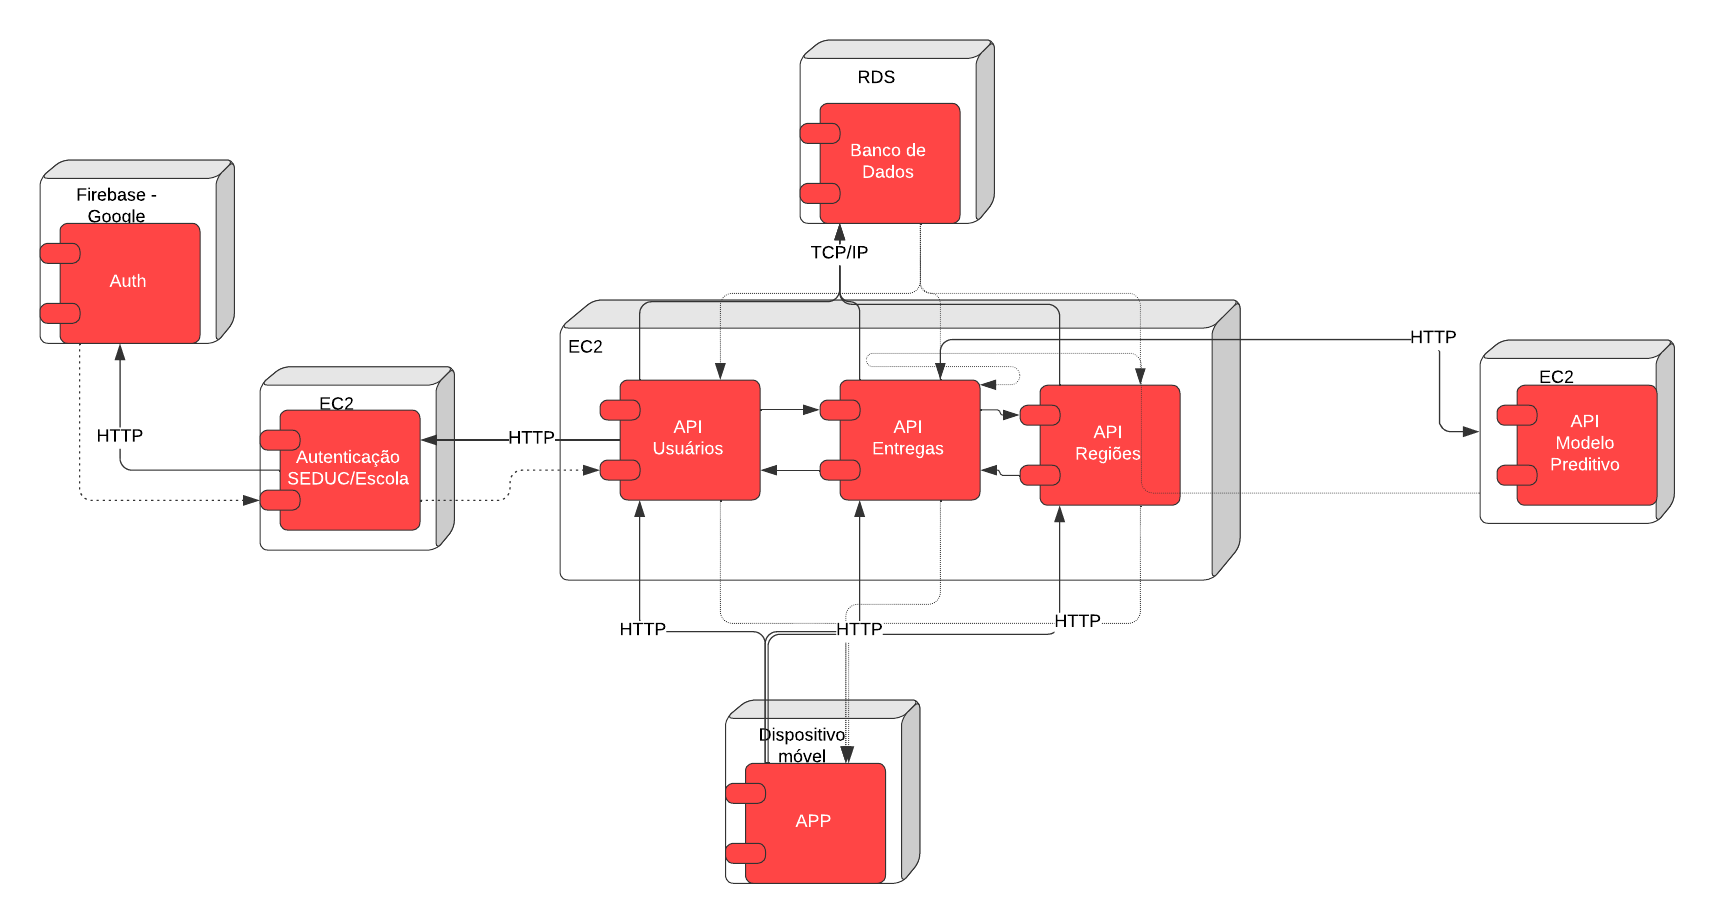 RDS
Banco de
Dados
Firebase -
Google
Auth
TCP/IP
HTTP
EC2
HTTP
EC2
API
Modelo
Preditivo
EC2
Autenticação
SEDUC/Escola
HTTP
HTTP
API
Usuários
API
Entregas
API
Regiões
HTTP
HTTP
HTTP
Dispositivo
móvel
APP